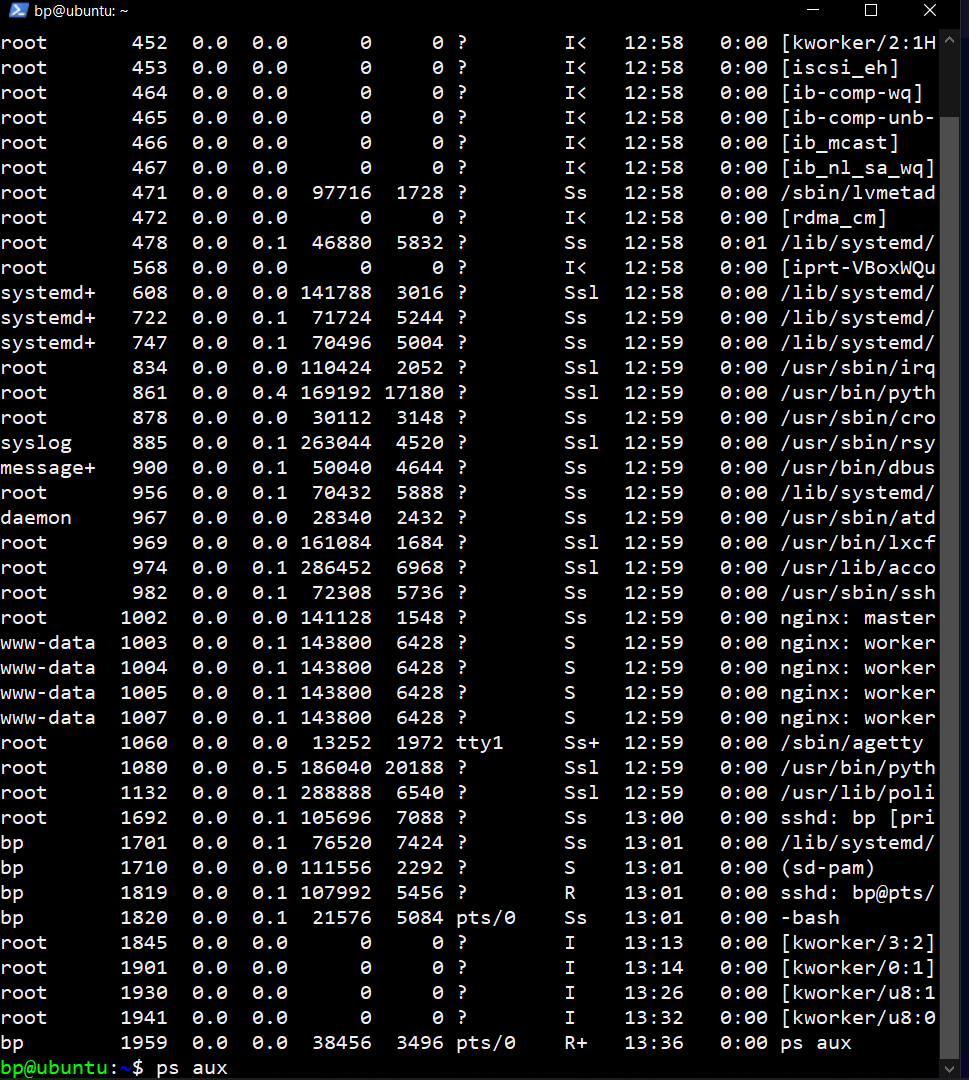 bp@ubuntu: ~
root 452 0.0 0.0 0 0 ? I< 12:58 0:00 [kworker/2:1H
root 453 0.0 0.0 0 0 ? I< 12:58 0:00 [iscsi_eh]
root 464 0.0 0.0 0 0 ? I< 12:58 0:00 [ib-comp-wq]
root 465 0.0 0.0 0 0 ? I< 12:58 0:00 [ib-comp-unb-
root 466 0.0 0.0 0 0 ? I< 12:58 0:00 [ib_mcast]
root 467 0.0 0.0 0 0 ? I< 12:58 0:00 [ib_nl_sa_wq]
root 471 0.0 0.0 97716 1728 ? Ss 12:58 0:00 /sbin/lvmetad
root 472 0.0 0.0 0 0 ? I< 12:58 0:00 [rdma_cm]
root 478 0.0 0.1 46880 5832 ? Ss 12:58 0:01 /lib/systemd/
root 568 0.0 0.0 0 0 ? I< 12:58 0:00 [iprt-VBoxWQu
systemd+ 608 0.0 0.0 141788 3016 ? Ssl 12:58 0:00 /lib/systemd/
systemd+ 722 0.0 0.1 71724 5244 ? Ss 12:59 0:00 /lib/systemd/
systemd+ 747 0.0 0.1 70496 5004 ? Ss 12:59 0:00 /lib/systemd/
root 834 0.0 0.0 110424 2052 ? Ssl 12:59 0:00 /usr/sbin/irq
root 861 0.0 0.4 169192 17180 ? Ssl 12:59 0:00 /usr/bin/pyth
root 878 0.0 0.0 30112 3148 ? Ss 12:59 0:00 /usr/sbin/cro
syslog 885 0.0 0.1 263044 4520 ? Ssl 12:59 0:00 /usr/sbin/rsy
message+ 900 0.0 0.1 50040 4644 ? Ss 12:59 0:00 /usr/bin/dbus
root 956 0.0 0.1 70432 5888 ? Ss 12:59 0:00 /lib/systemd/
daemon 967 0.0 0.0 28340 2432 ? Ss 12:59 0:00 /usr/sbin/atd
root 969 0.0 0.0 161084 1684 ? Ssl 12:59 0:00 /usr/bin/lxcf
root 974 0.0 0.1 286452 6968 ? Ssl 12:59 0:00 /usr/lib/acco
root 982 0.0 0.1 72308 5736 ? Ss 12:59 0:00 /usr/sbin/ssh
root 1002 0.0 0.0 141128 1548 ? Ss 12:59 0:00 nginx: master
www-data 1003 0.0 0.1 143800 6428 ? S 12:59 0:00 nginx: worker
www-data 1004 0.0 0.1 143800 6428 ? S 12:59 0:00 nginx: worker
www-data 1005 0.0 0.1 143800 6428 ? S 12:59 0:00 nginx: worker
www-data 1007 0.0 0.1 143800 6428 ? S 12:59 0:00 nginx: worker
root 1060 0.0 0.0 13252 1972 tty1 Ss+ 12:59 0:00 /sbin/agetty
root 1080 0.0 0.5 186040 20188 ? Ssl 12:59 0:00 /usr/bin/pyth
root 1132 0.0 0.1 288888 6540 ? Ssl 12:59 0:00 /usr/lib/poli
root 1692 0.0 0.1 105696 7088 ? Ss 13:00 0:00 sshd: bp [pri
bp 1701 0.0 0.1 76520 7424 ? Ss 13:01 0:00 /lib/systemd/
bp 1710 0.0 0.0 111556 2292 ? S 13:01 0:00 (sd-pam)
bp 1819 0.0 0.1 107992 5456 ? R 13:01 0:00 sshd: bp@pts/
bp 1820 0.0 0.1 21576 5084 pts/0 Ss 13:01 0:00 -bash
root 1845 0.0 0.0 0 0 ? I 13:13 0:00 [kworker/3:2]
root 1901 0.0 0.0 0 0 ? I 13:14 0:00 [kworker/0:1]
root 1930 0.0 0.0 0 0 ? I 13:26 0:00 [kworker/u8:1
root 1941 0.0 0.0 0 0 ? I 13:32 0:00 [kworker/u8:0
bp 1959 0.0 0.0 38456 3496 pts/0 R+ 13:36 0:00 ps aux
bp@ubuntu:~$ ps aux